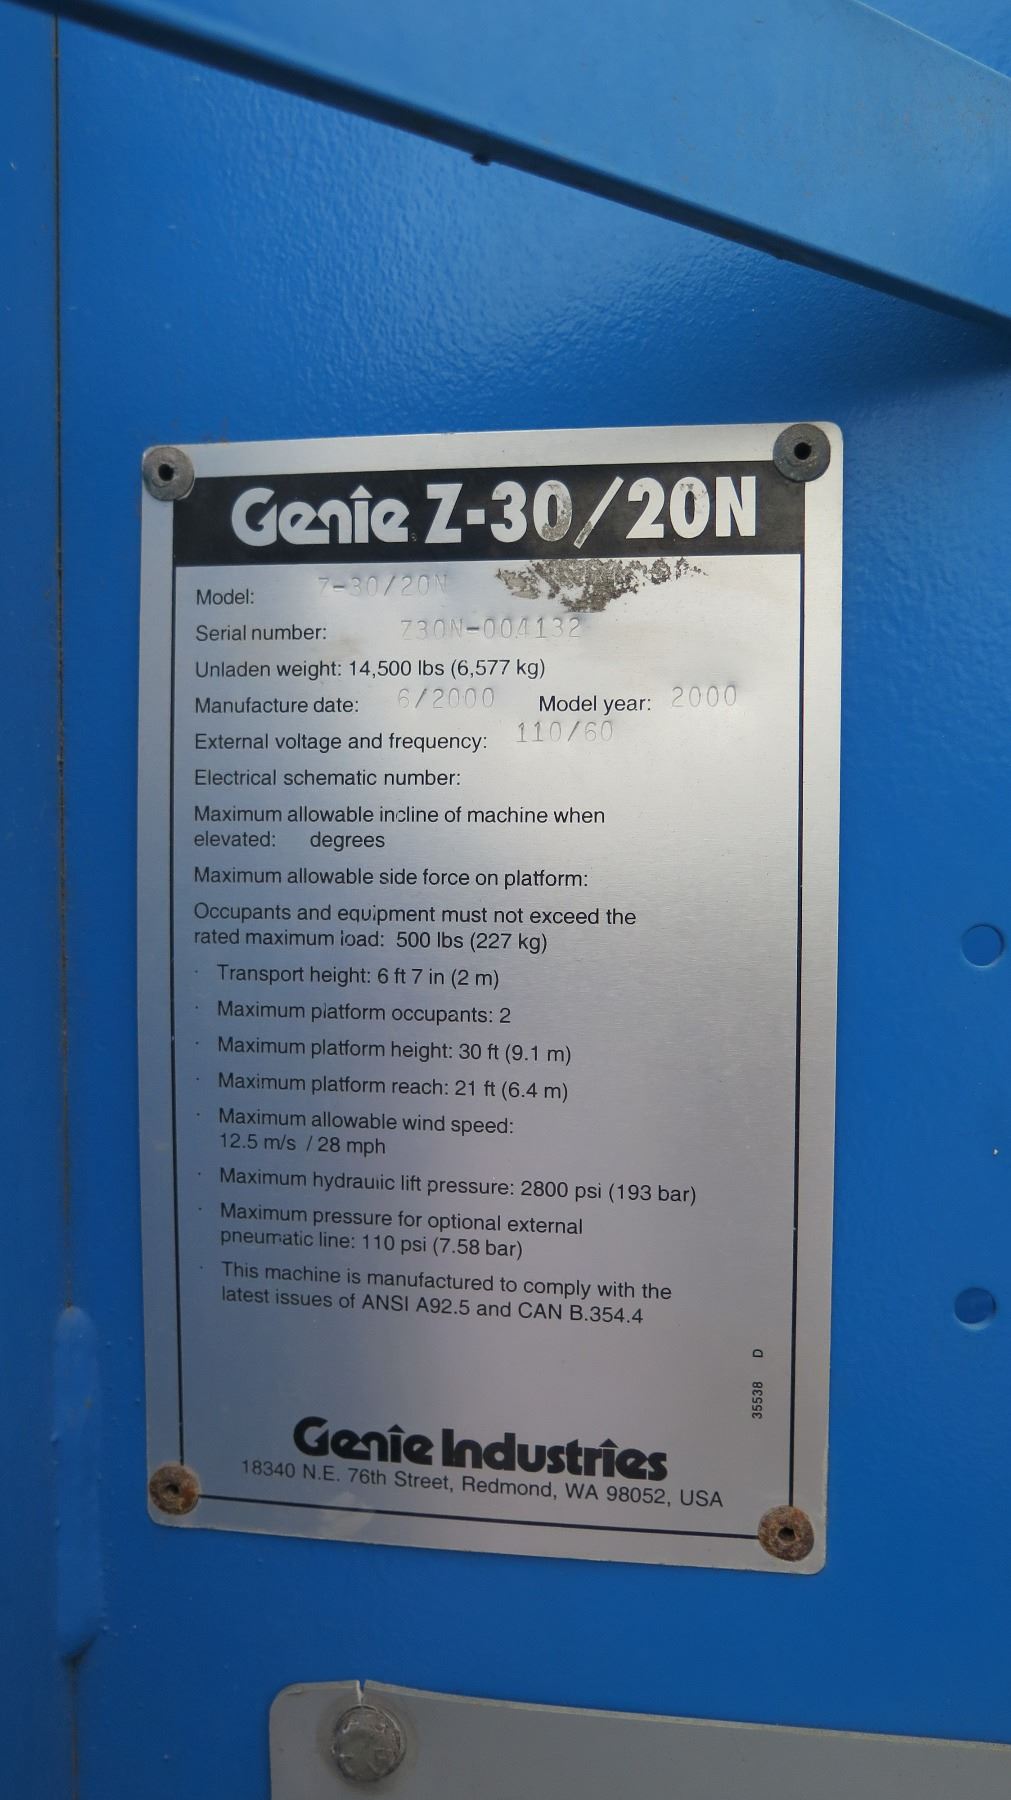 Genie Z-30/20N
Model: Z-30/20N
Serial number: Z30N-004132
Unladen weight: 14,500 lbs (6,577 kg)
Manufacture date: 6/2000 Model year: 2000
External voltage and frequency: 110/60
Electrical schematic number:
Maximum allowable incline of machine when
elevated: degrees
Maximum allowable side force on platform:
Occupants and equipment must not exceed the
rated maximum load: 500 lbs (227 kg)
· Transport height: 6 ft 7 in (2 m)
· Maximum platform occupants: 2
· Maximum platform height: 30 ft (9.1 m)
· Maximum platform reach: 21 ft (6.4 m)
· Maximum allowable wind speed:
12.5 m/s / 28 mph
· Maximum hydraulic lift pressure: 2800 psi (193 bar)
· Maximum pressure for optional external
pneumatic line: 110 psi (7.58 bar)
· This machine is manufactured to comply with the
latest issues of ANSI A92.5 and CAN B.354.4
35538 D
Genie Industries
18340 N.E. 76th Street, Redmond, WA 98052, USA